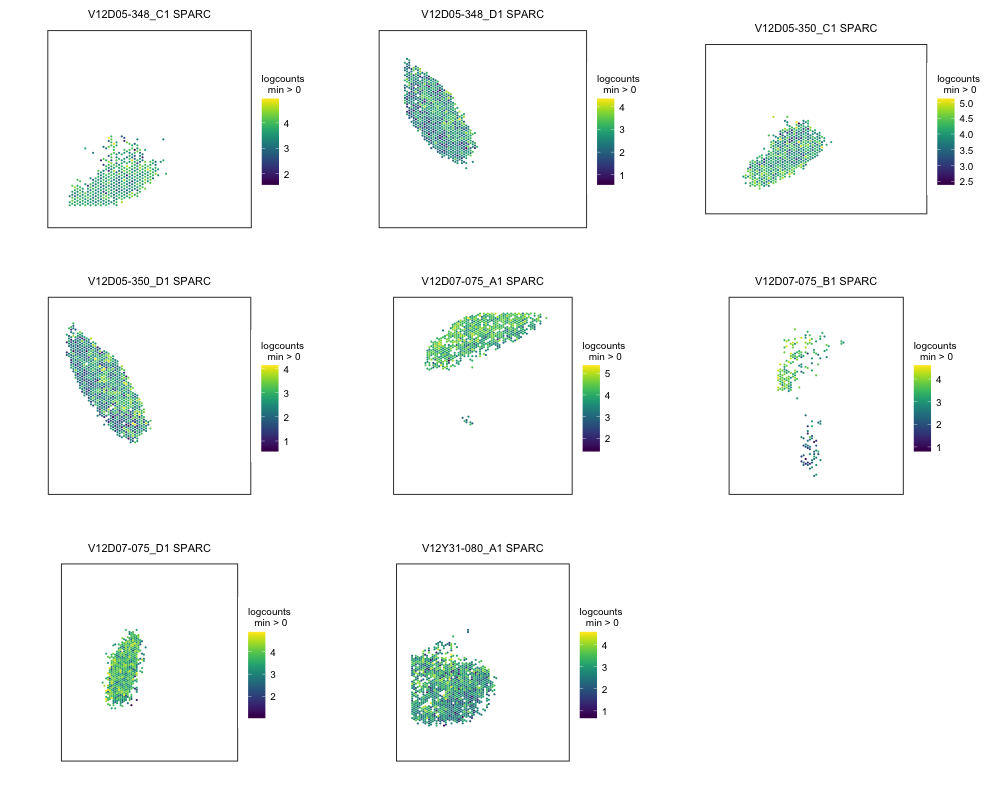 V12D05-348_C1 SPARC
logcounts
min > 0
4
3
2
V12D05-348_D1 SPARC
logcounts
min > 0
4
3
2
1
V12D05-350_C1 SPARC
logcounts
min > 0
5.0
4.5
4.0
3.5
3.0
2.5
V12D05-350_D1 SPARC
logcounts
min > 0
4
3
2
1
V12D07-075_A1 SPARC
logcounts
min > 0
5
4
3
2
V12D07-075_B1 SPARC
logcounts
min > 0
4
3
2
1
V12D07-075_D1 SPARC
logcounts
min > 0
4
3
2
V12Y31-080_A1 SPARC
logcounts
min > 0
4
3
2
1